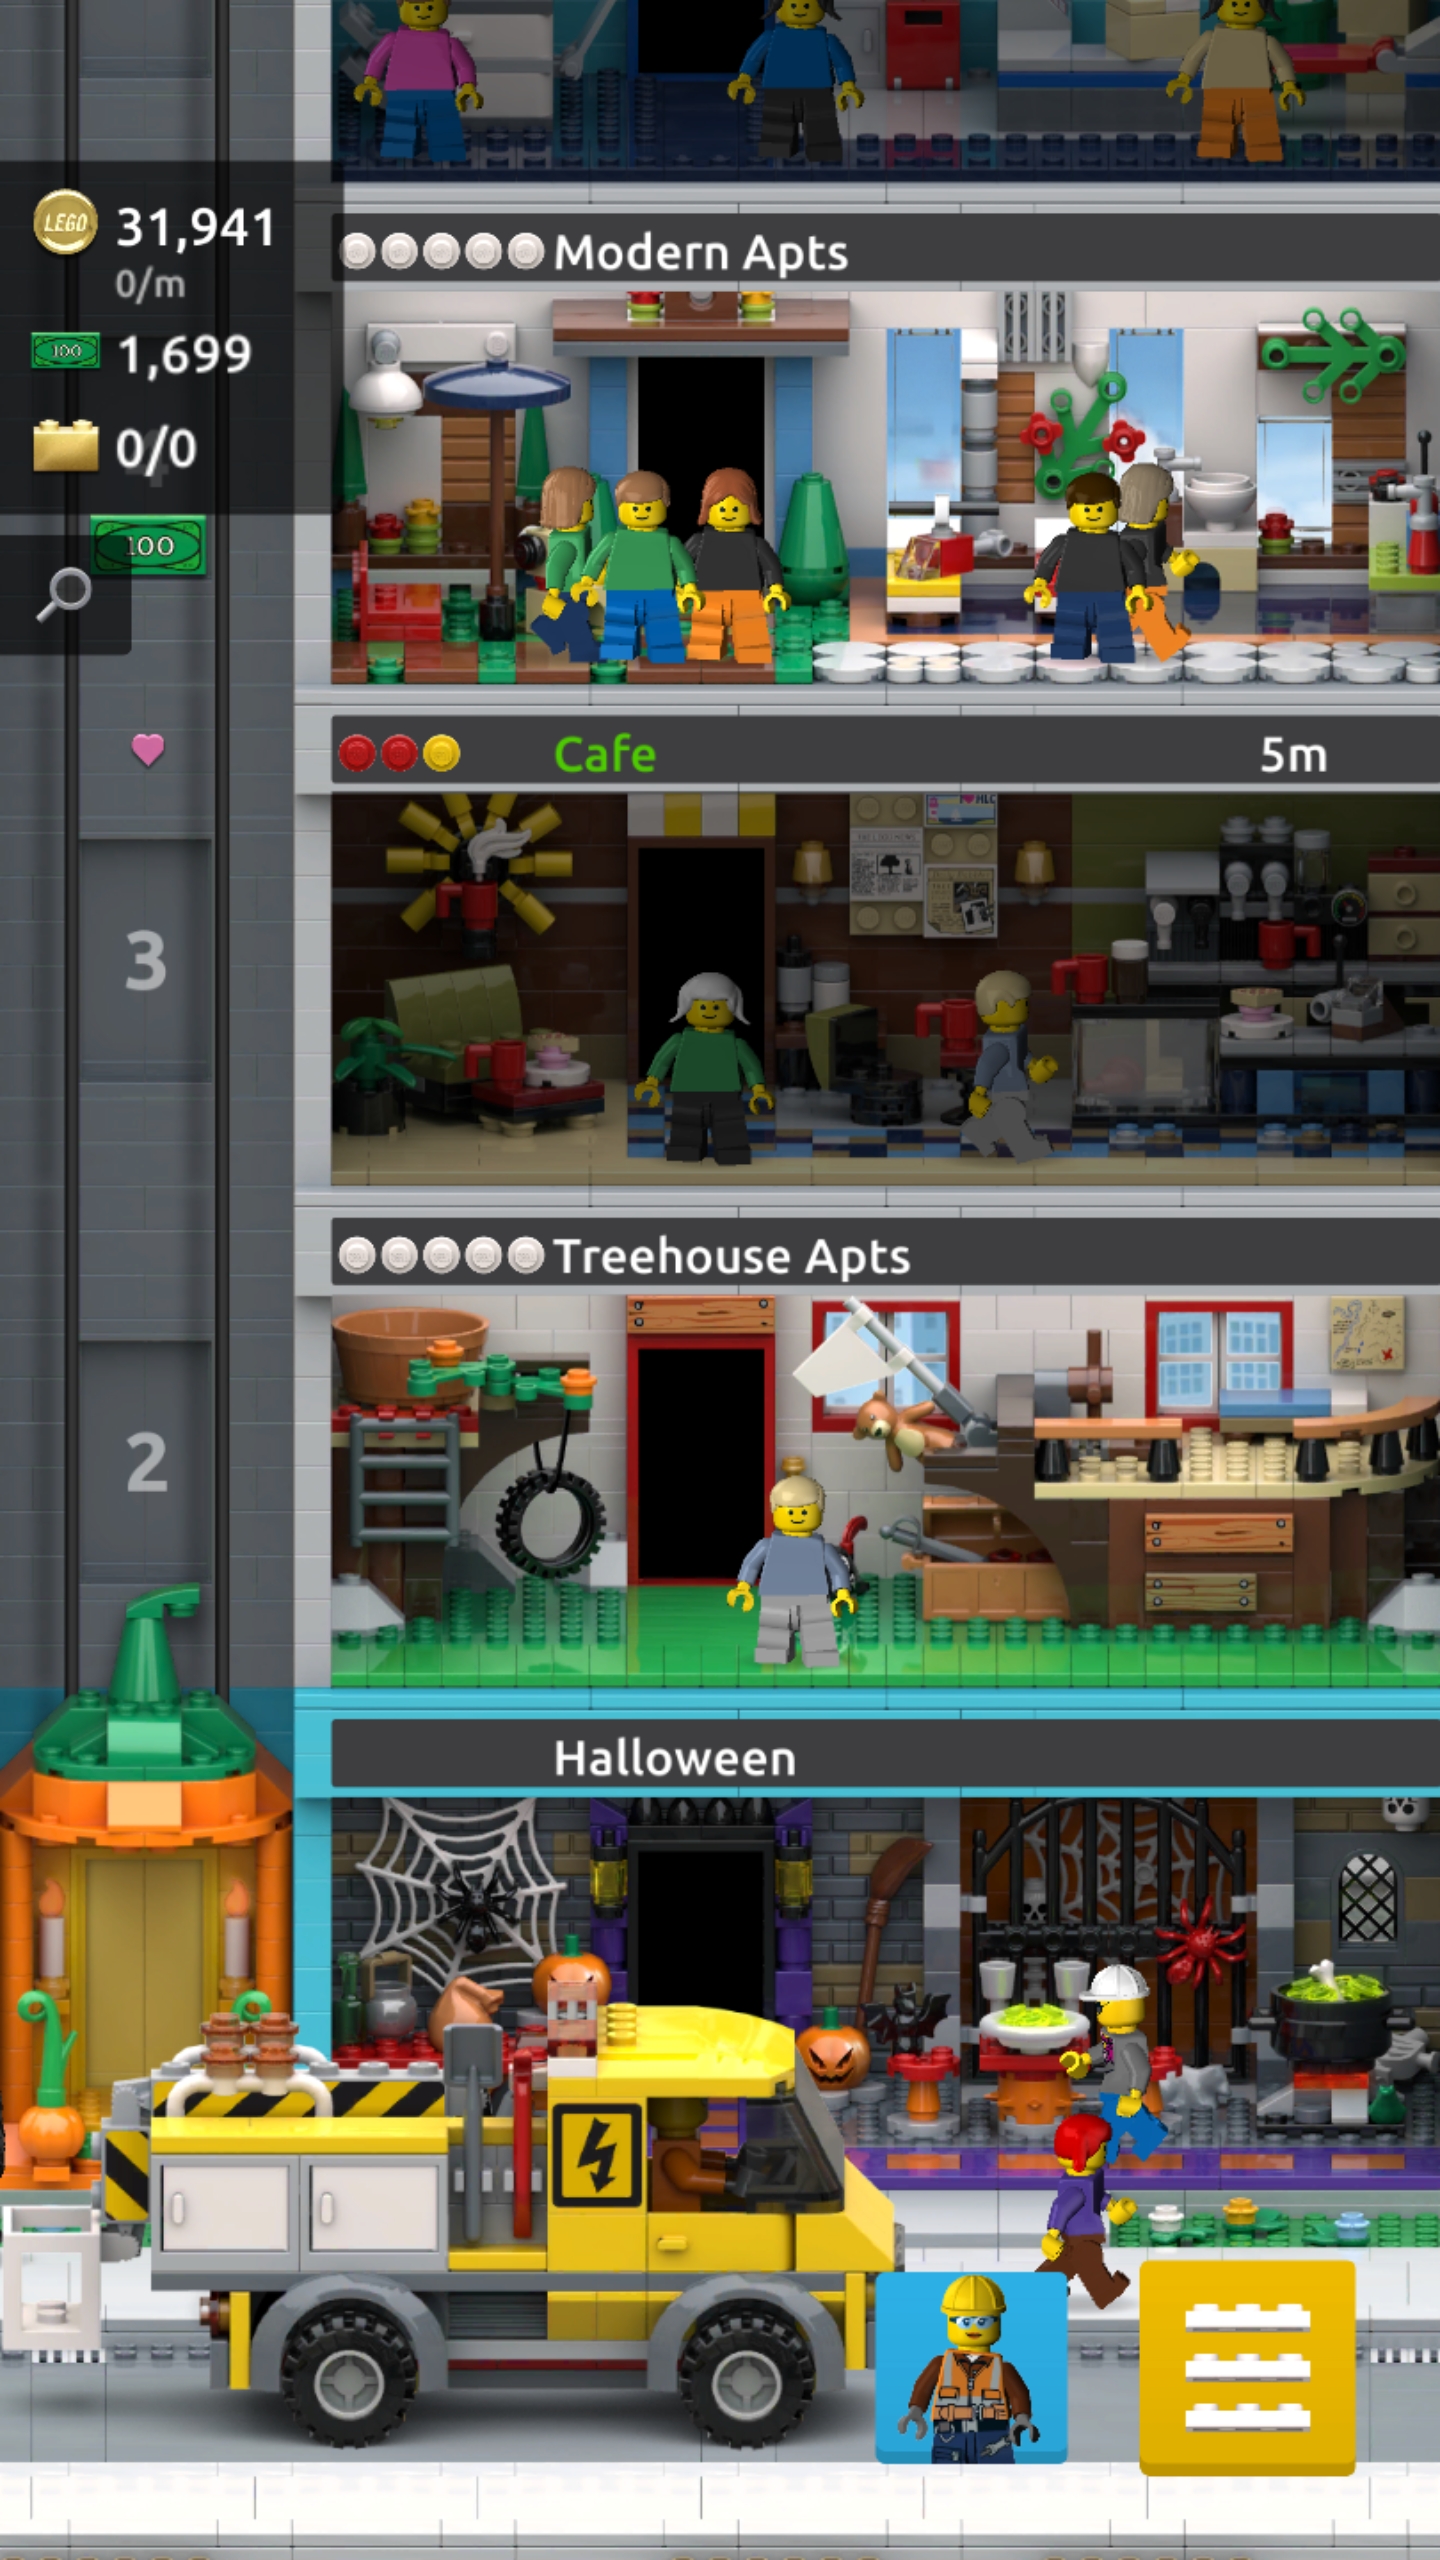 LEGO 31,941
0/m
100 1,699
0/0
100
Modern Apts
Cafe 5m
3
Treehouse Apts
2
Halloween